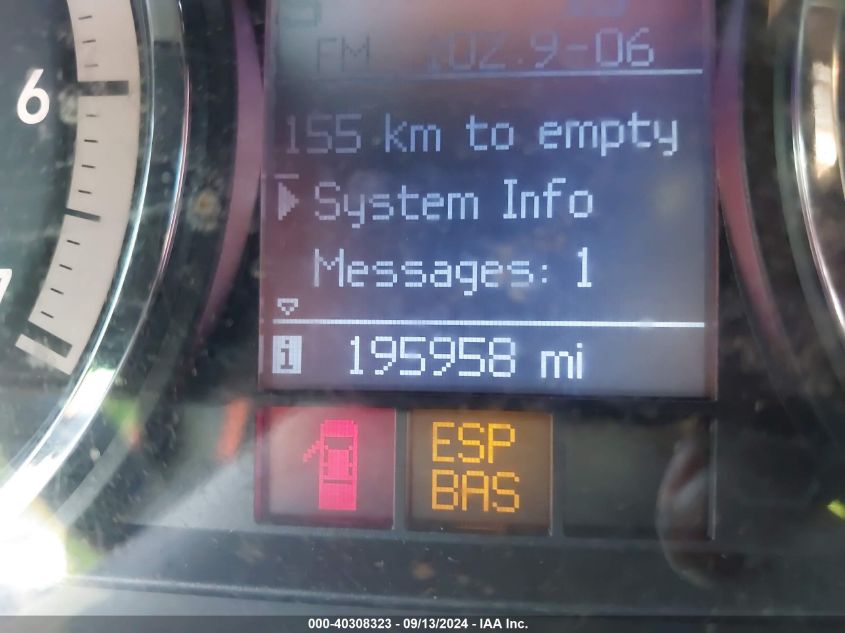 FM 102.9-06
6
155 km to empty
System Info
Messages: 1
7
i 195958 mi
ESP
BAS
000-40308323 - 09/13/2024 - IAA Inc.